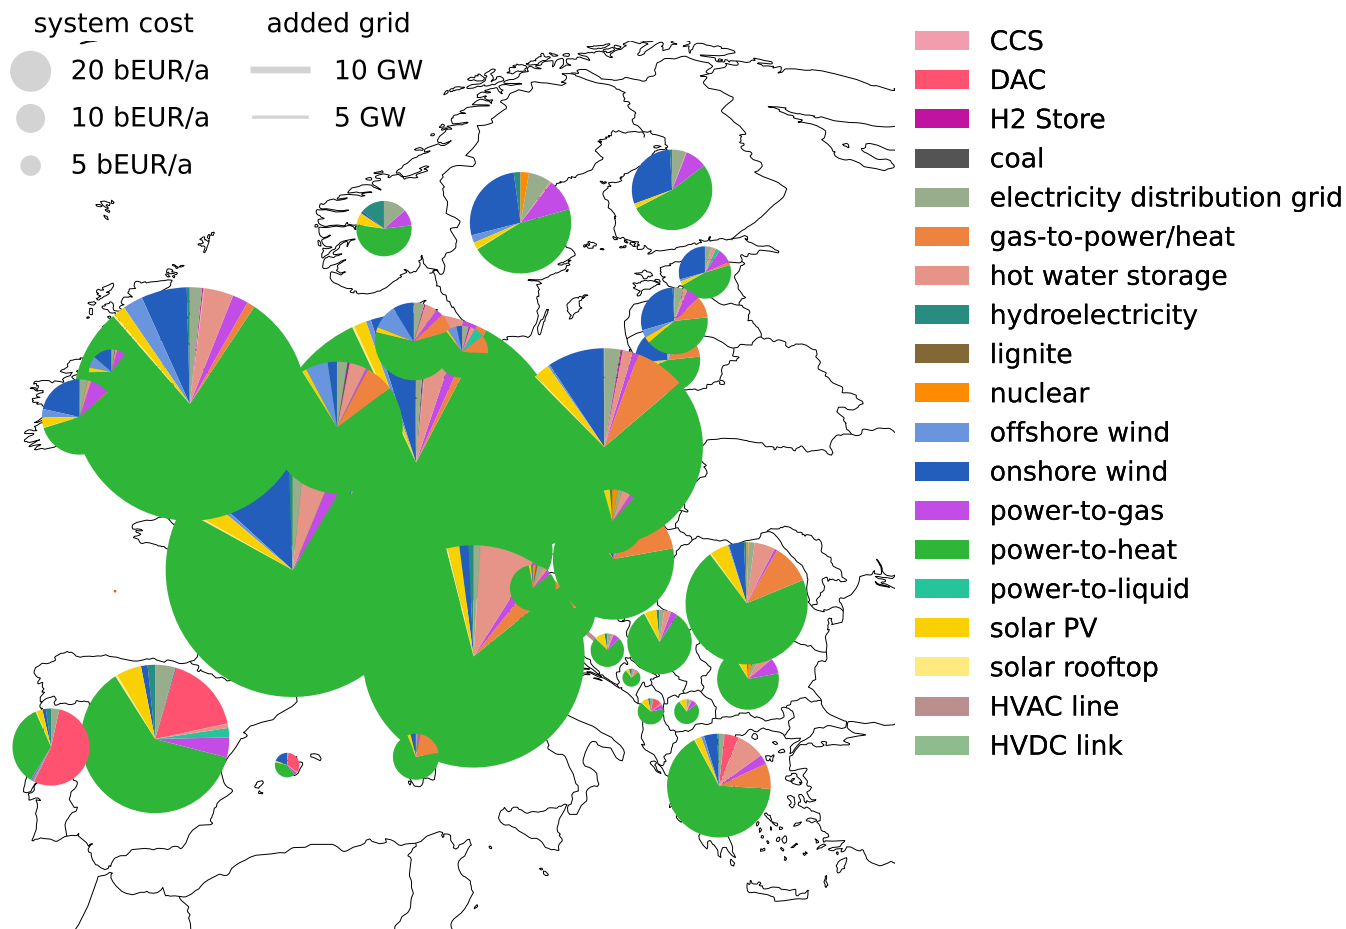 system cost
added grid
20 bEUR/a
10 GW
10 bEUR/a
5 GW
5 bEUR/a
CCS
DAC
H2 Store
coal
electricity distribution grid
gas-to-power/heat
hot water storage
hydroelectricity
lignite
nuclear
offshore wind
onshore wind
power-to-gas
power-to-heat
power-to-liquid
solar PV
solar rooftop
HVAC line
HVDC link